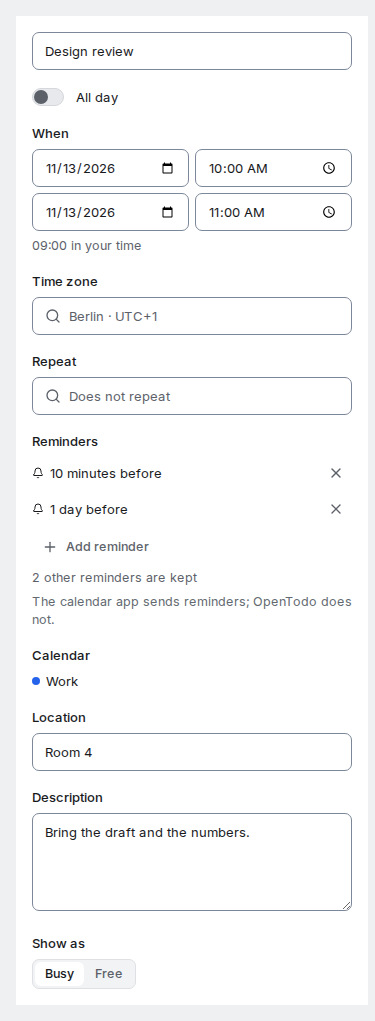 Design review
All day
When
11/13/2026
10:00 AM
11/13/2026
11:00 AM
09:00 in your time
Time zone
Berlin · UTC+1
Repeat
Does not repeat
Reminders
10 minutes before
1 day before
Add reminder
2 other reminders are kept
The calendar app sends reminders; OpenTodo does
not.
Calendar
Work
Location
Room 4
Description
Bring the draft and the numbers.
Show as
Busy Free